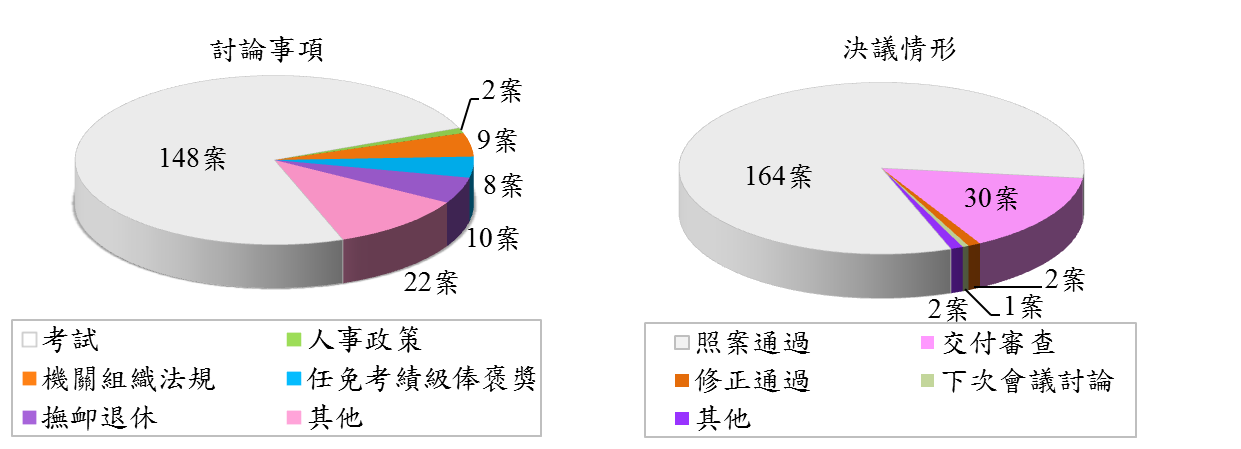 討論事項
2案
9案
148案
8案
10案
22案
考試
人事政策
機關組織法規
任免考績級俸褒獎
撫卹退休
其他
決議情形
164案
30案
2案
1案
2案
照案通過
交付審查
修正通過
下次會議討論
其他